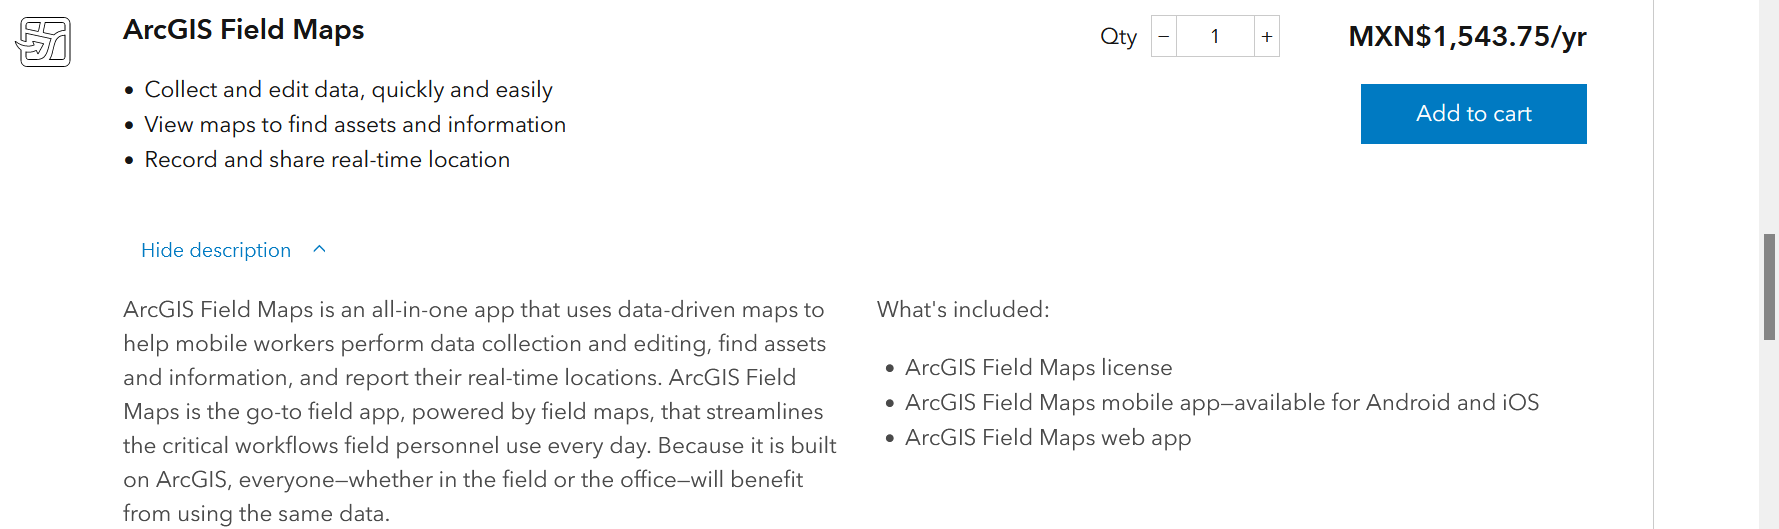 ArcGIS Field Maps
Qty − 1 + MXN$1,543.75/yr
• Collect and edit data, quickly and easily
Add to cart
• View maps to find assets and information
• Record and share real-time location
Hide description
ArcGIS Field Maps is an all-in-one app that uses data-driven maps to
help mobile workers perform data collection and editing, find assets
and information, and report their real-time locations. ArcGIS Field
Maps is the go-to field app, powered by field maps, that streamlines
the critical workflows field personnel use every day. Because it is built
on ArcGIS, everyone—whether in the field or the office—will benefit
from using the same data.
What's included:
• ArcGIS Field Maps license
• ArcGIS Field Maps mobile app—available for Android and iOS
• ArcGIS Field Maps web app